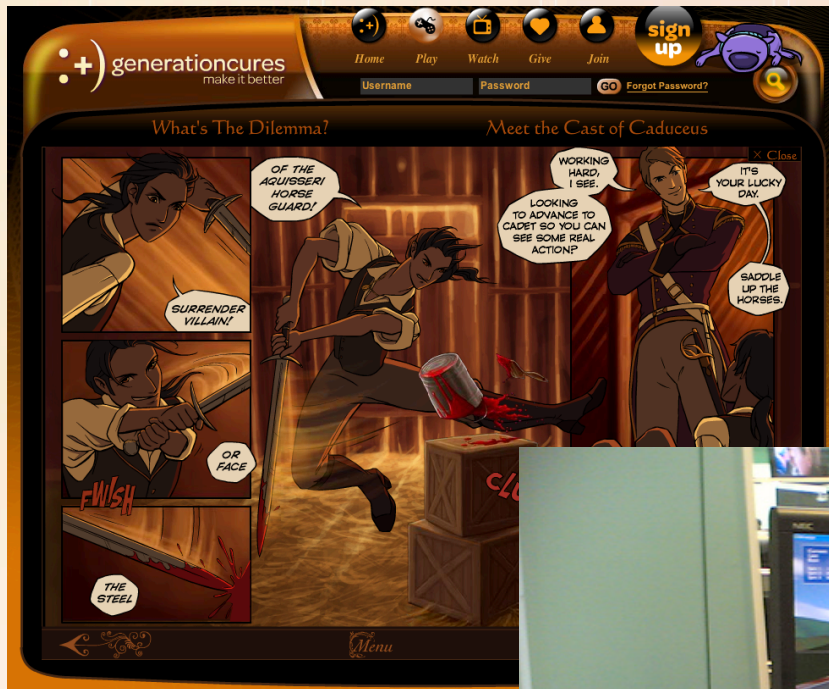 :+) generationcures
make it better
:+)
Home Play Watch Give Join
sign
up
Username Password GO Forgot Password?
What's The Dilemma? Meet the Cast of Caduceus
× Close
SURRENDER
VILLAIN!
OR
FACE
FWISH
THE
STEEL
OF THE
AQUISSERI
HORSE
GUARD!
WORKING
HARD,
I SEE.
LOOKING
TO ADVANCE TO
CADET SO YOU CAN
SEE SOME REAL
ACTION?
IT'S
YOUR LUCKY
DAY.
SADDLE
UP THE
HORSES.
Menu
NEC